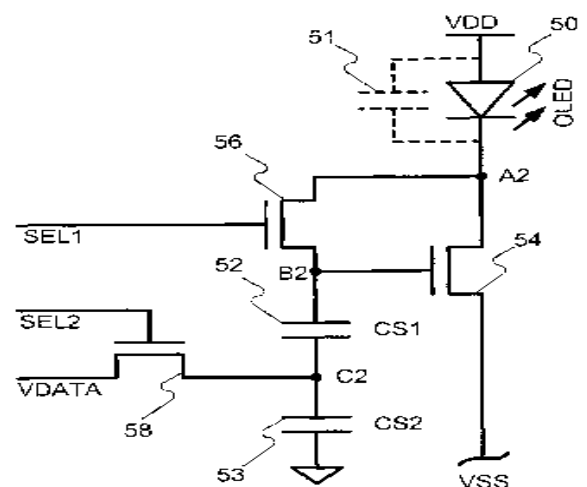 VDD
50
51
OLED
56
A2
SEL1
54
B2
52
CS1
SEL2
C2
VDATA
58
CS2
53
VSS